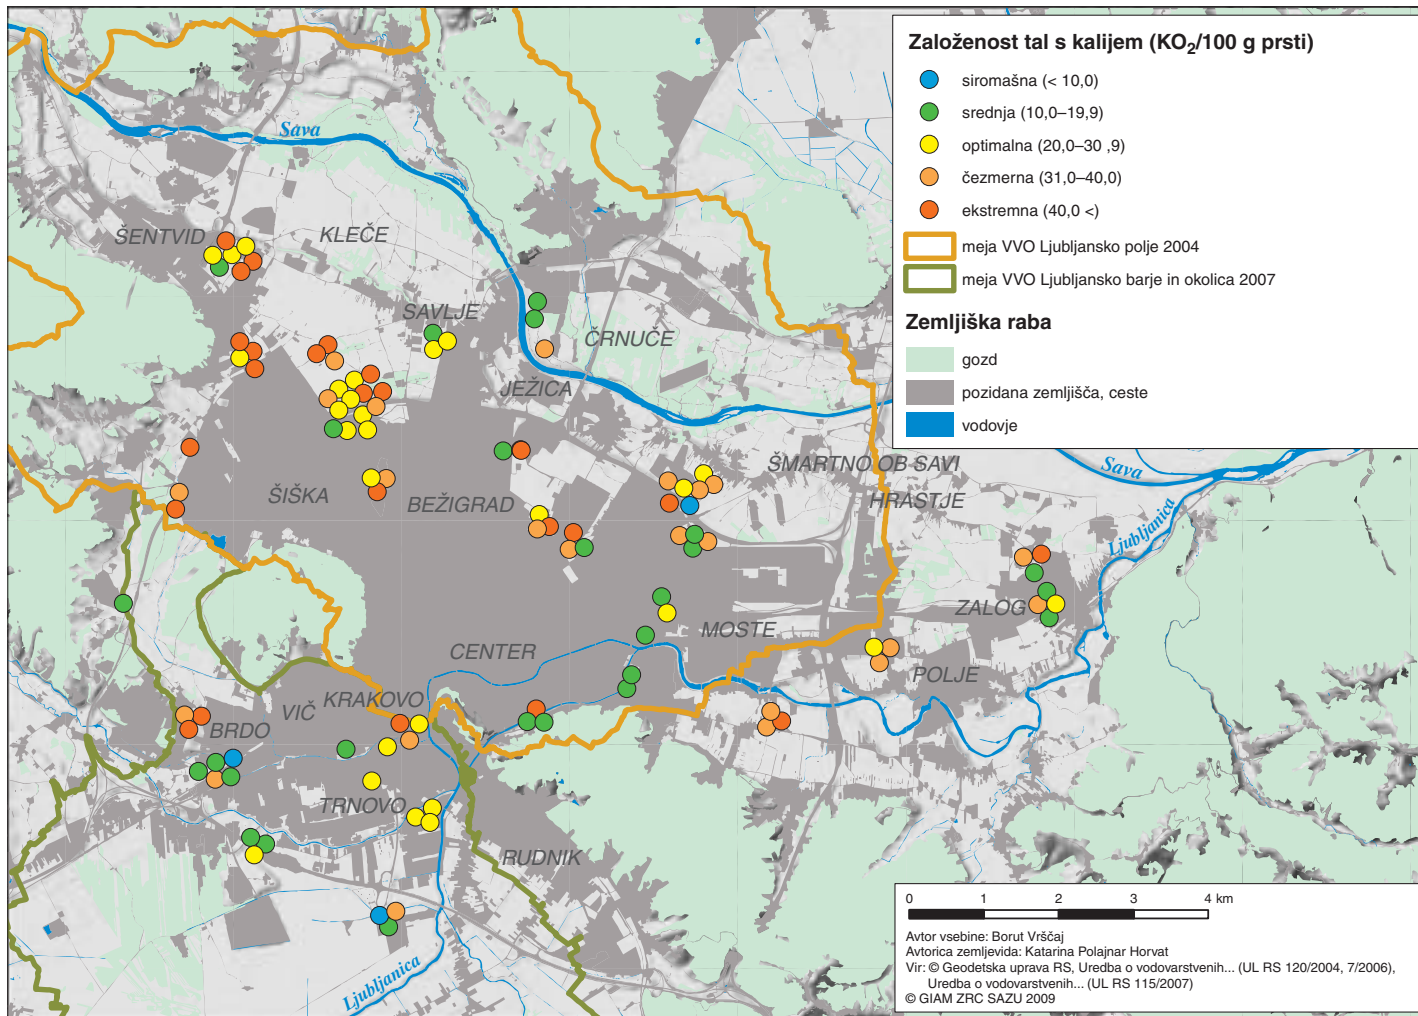 Založenost tal s kalijem (KO2/100 g prsti)
siromašna (< 10,0)
srednja (10,0–19,9)
optimalna (20,0–30 ,9)
čezmerna (31,0–40,0)
ekstremna (40,0 <)
meja VVO Ljubljansko polje 2004
meja VVO Ljubljansko barje in okolica 2007
Zemljiška raba
gozd
pozidana zemljišča, ceste
vodovje
Sava
ŠENTVID
KLEČE
SAVLJE
ČRNUČE
JEŽICA
ŠMARTNO OB SAVI
Sava
HRASTJE
ŠIŠKA
BEŽIGRAD
Ljubljanica
ZALOG
MOSTE
CENTER
POLJE
KRAKOVO
VIČ
BRDO
TRNOVO
RUDNIK
Ljubljanica
0 1 2 3 4 km
Avtor vsebine: Borut Vrščaj
Avtorica zemljevida: Katarina Polajnar Horvat
Vir: © Geodetska uprava RS, Uredba o vodovarstvenih... (UL RS 120/2004, 7/2006),
Uredba o vodovarstvenih... (UL RS 115/2007)
© GIAM ZRC SAZU 2009